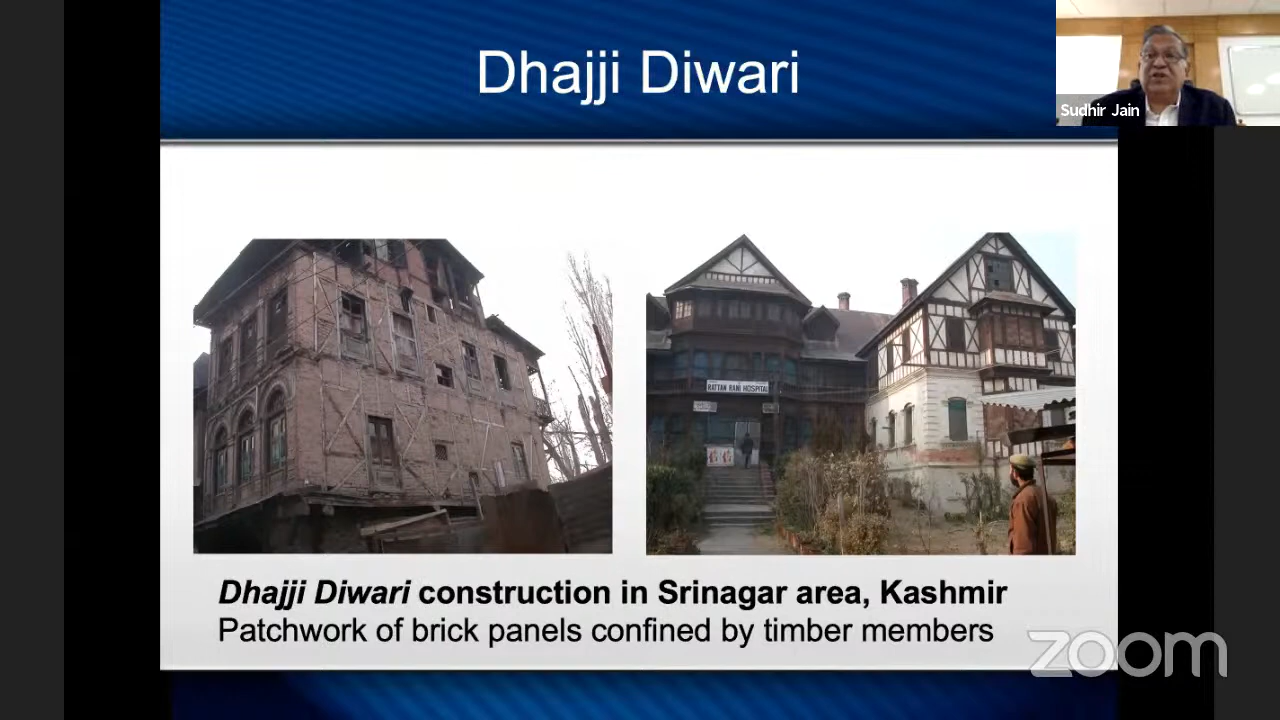 Dhajji Diwari
Sudhir Jain
RATTAN RANI HOSPITAL
Dhajji Diwari construction in Srinagar area, Kashmir
Patchwork of brick panels confined by timber members
zoom